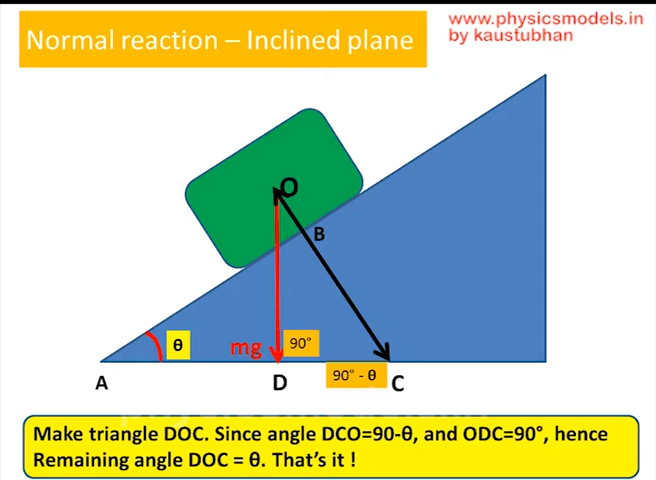 www.physicsmodels.in
by kaustubhan
Normal reaction – Inclined plane
O
B
θ
mg
90°
90° - θ
A
D
C
Make triangle DOC. Since angle DCO=90-θ, and ODC=90°, hence
Remaining angle DOC = θ. That's it !